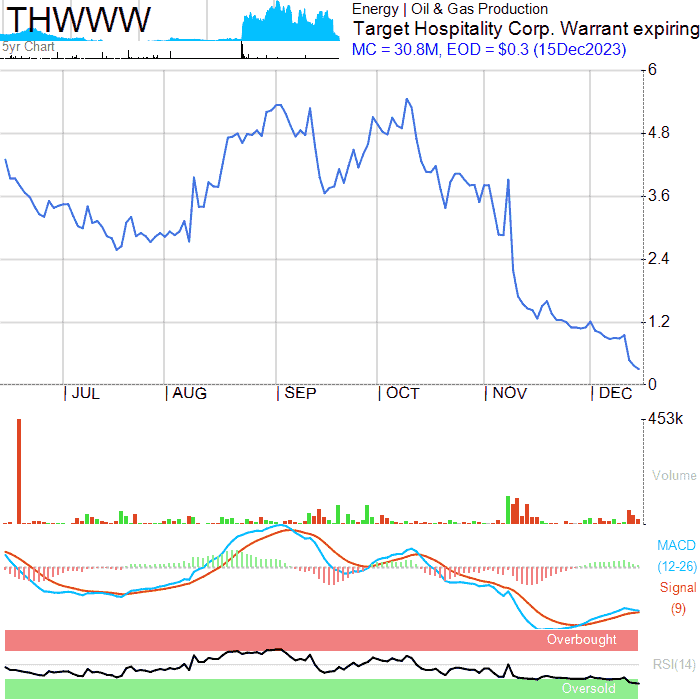 THWWW
5yr Chart
Energy | Oil & Gas Production
Target Hospitality Corp. Warrant expiring
MC = 30.8M, EOD = $0.3 (15Dec2023)
6
4.8
3.6
2.4
1.2
0
JUL AUG SEP OCT NOV DEC
453k
Volume
MACD
(12-26)
Signal
(9)
Overbought
RSI(14)
Oversold